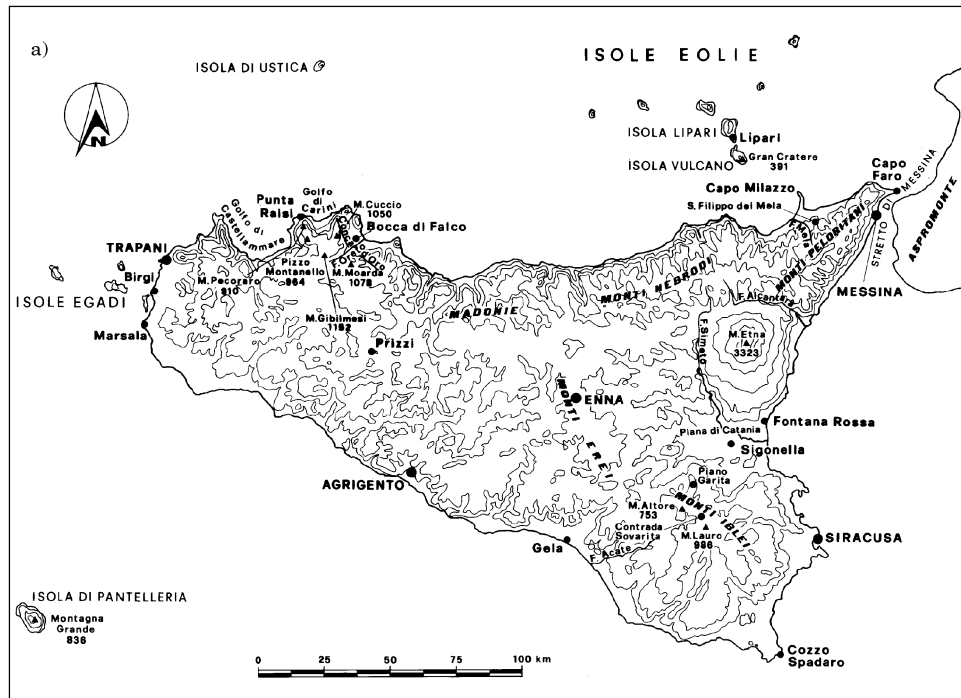 a)
ISOLA DI USTICA
ISOLE EOLIE
N
ISOLA LIPARI
Lipari
ISOLA VULCANO
Gran Cratere
391
Capo
Faro
Capo Milazzo
S. Filippo del Mela
F. Mela
STRETTO DI MESSINA
ASPROMONTE
MONTI PELORITANI
MESSINA
Punta
Raisi
Golfo
di
Carini
M. Cuccio
1050
Golfo di
Castellammare
Conca
d'Oro
Bocca di Falco
TRAPANI
Birgi
ISOLE EGADI
Marsala
M. Pecoraro
910
Pizzo
Montanello
964
M. Moarda
1078
M. Gibilmesi
1152
Prizzi
MADONIE
MONTI NEBRODI
F. Alcantara
F. Simeto
M. Etna
3323
MONTI EREI
ENNA
Fontana Rossa
Piana di Catania
Sigonella
AGRIGENTO
Piano
Garita
M. Altore
753
MONTI IBLEI
Contrada
Sovarita
M. Lauro
986
SIRACUSA
Gela
F. Acate
ISOLA DI PANTELLERIA
Montagna
Grande
836
Cozzo
Spadaro
0 25 50 75 100 km